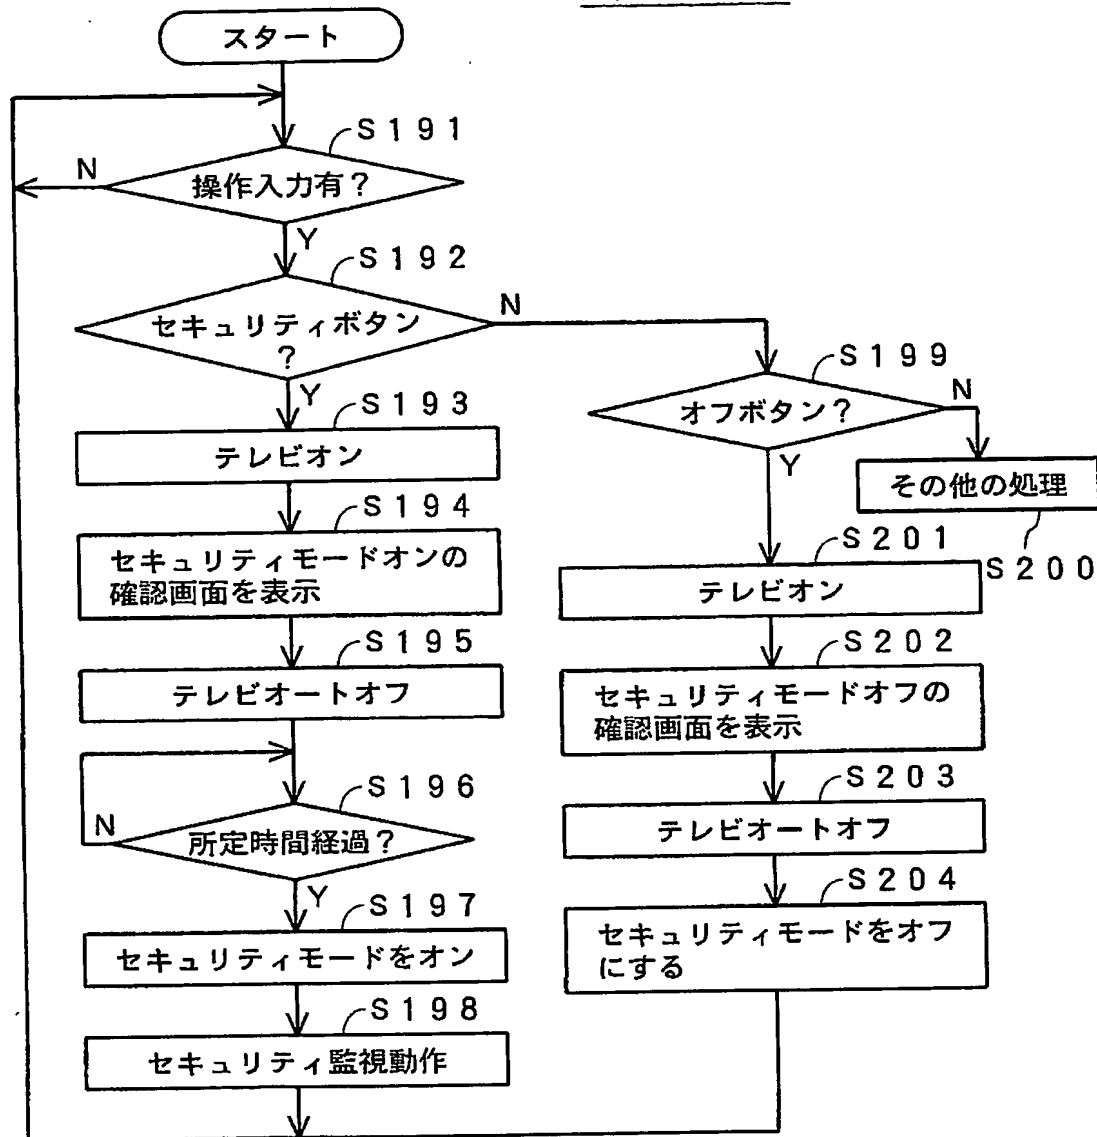 スタート
S191
N
操作入力有？
Y
S192
N
セキュリティボタン
？
Y
S193
テレビオン
S194
セキュリティモードオンの
確認画面を表示
S195
テレビオートオフ
S196
N
所定時間経過？
Y
S197
セキュリティモードをオン
S198
セキュリティ監視動作
S199
N
オフボタン？
Y
その他の処理
S200
S201
テレビオン
S202
セキュリティモードオフの
確認画面を表示
S203
テレビオートオフ
S204
セキュリティモードをオフ
にする